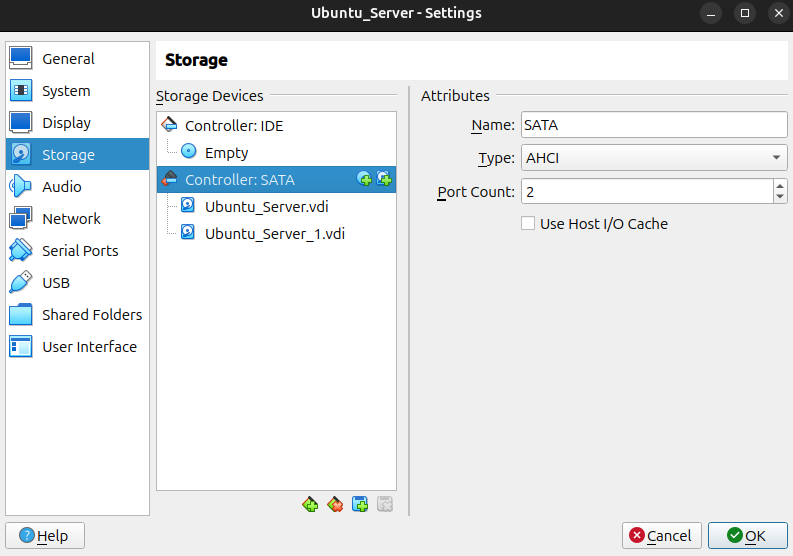 Ubuntu_Server - Settings
General
System
Display
Storage
Audio
Network
Serial Ports
USB
Shared Folders
User Interface
Storage
Storage Devices
Controller: IDE
Empty
Controller: SATA
Ubuntu_Server.vdi
Ubuntu_Server_1.vdi
Attributes
Name: SATA
Type: AHCI
Port Count: 2
Use Host I/O Cache
Help
Cancel
OK